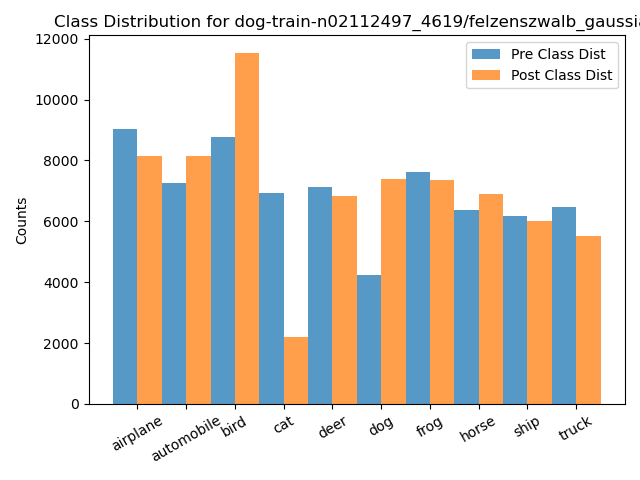 Class Distribution for dog-train-n02112497_4619/felzenszwalb_gaussia
Pre Class Dist
Post Class Dist
12000
10000
8000
6000
4000
2000
0
Counts
airplane
automobile
bird
cat
deer
dog
frog
horse
ship
truck